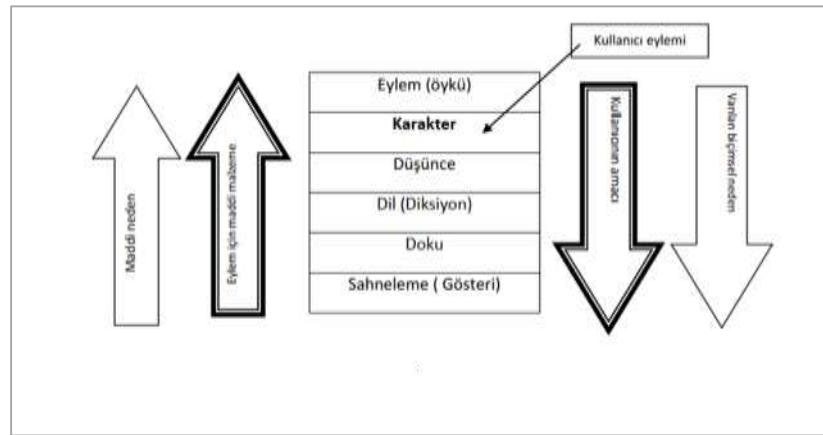 Kullanıcı eylemi
Eylem (öykü)
Karakter
Düşünce
Dil (Diksiyon)
Doku
Sahneleme ( Gösteri)
Maddi neden
Eylem için maddi malzeme
Kullanıcının amacı
Varılan biçimsel neden